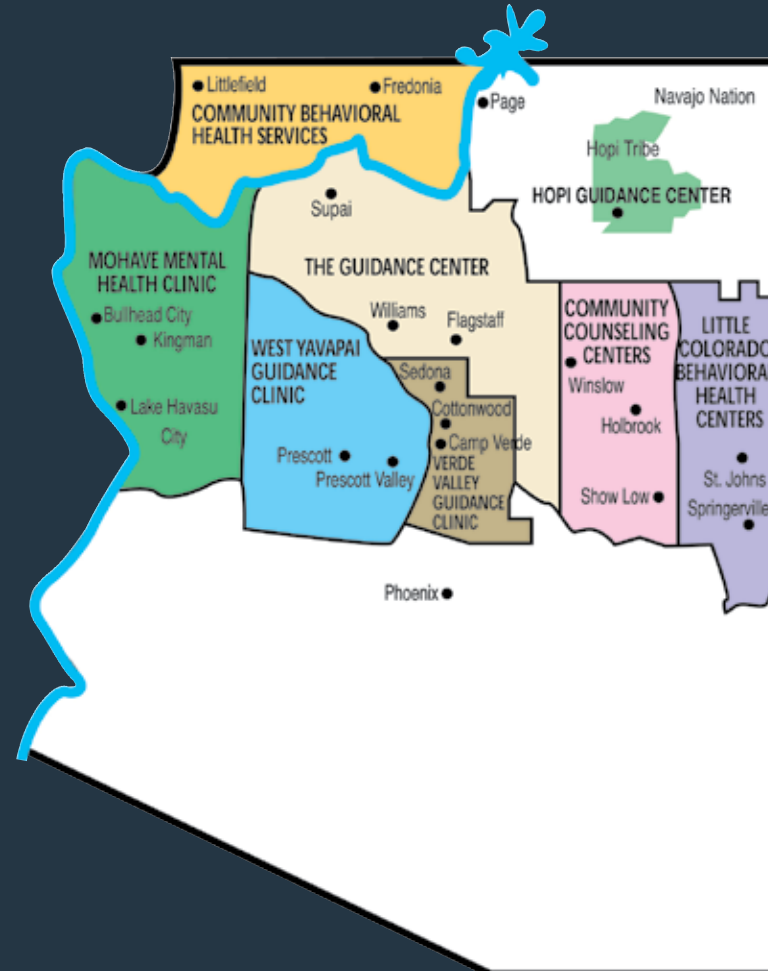 Littlefield
Fredonia
COMMUNITY BEHAVIORAL
HEALTH SERVICES
Page
Navajo Nation
Hopi Tribe
HOPI GUIDANCE CENTER
Supai
MOHAVE MENTAL
HEALTH CLINIC
THE GUIDANCE CENTER
Bullhead City
Kingman
Williams
Flagstaff
COMMUNITY
COUNSELING
CENTERS
LITTLE
COLORADO
BEHAVIORA
HEALTH
CENTERS
WEST YAVAPAI
GUIDANCE
CLINIC
Sedona
Winslow
Lake Havasu
City
Cottonwood
Holbrook
Camp Verde
Prescott
Prescott Valley
VERDE
VALLEY
GUIDANCE
CLINIC
Show Low
St. Johns
Springerville
Phoenix